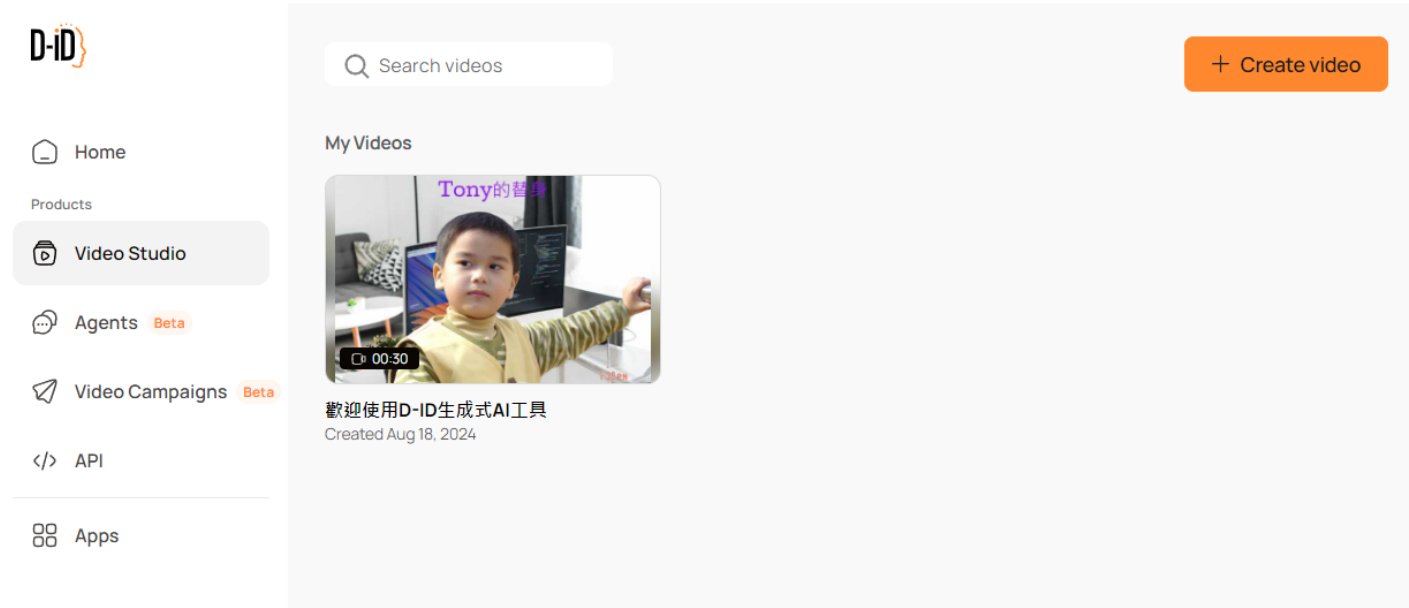 D-iD
Home
Products
Video Studio
Agents Beta
Video Campaigns Beta
API
Apps
Search videos
+ Create video
My Videos
Tony的替身
00:30
歡迎使用D-ID生成式AI工具
Created Aug 18, 2024